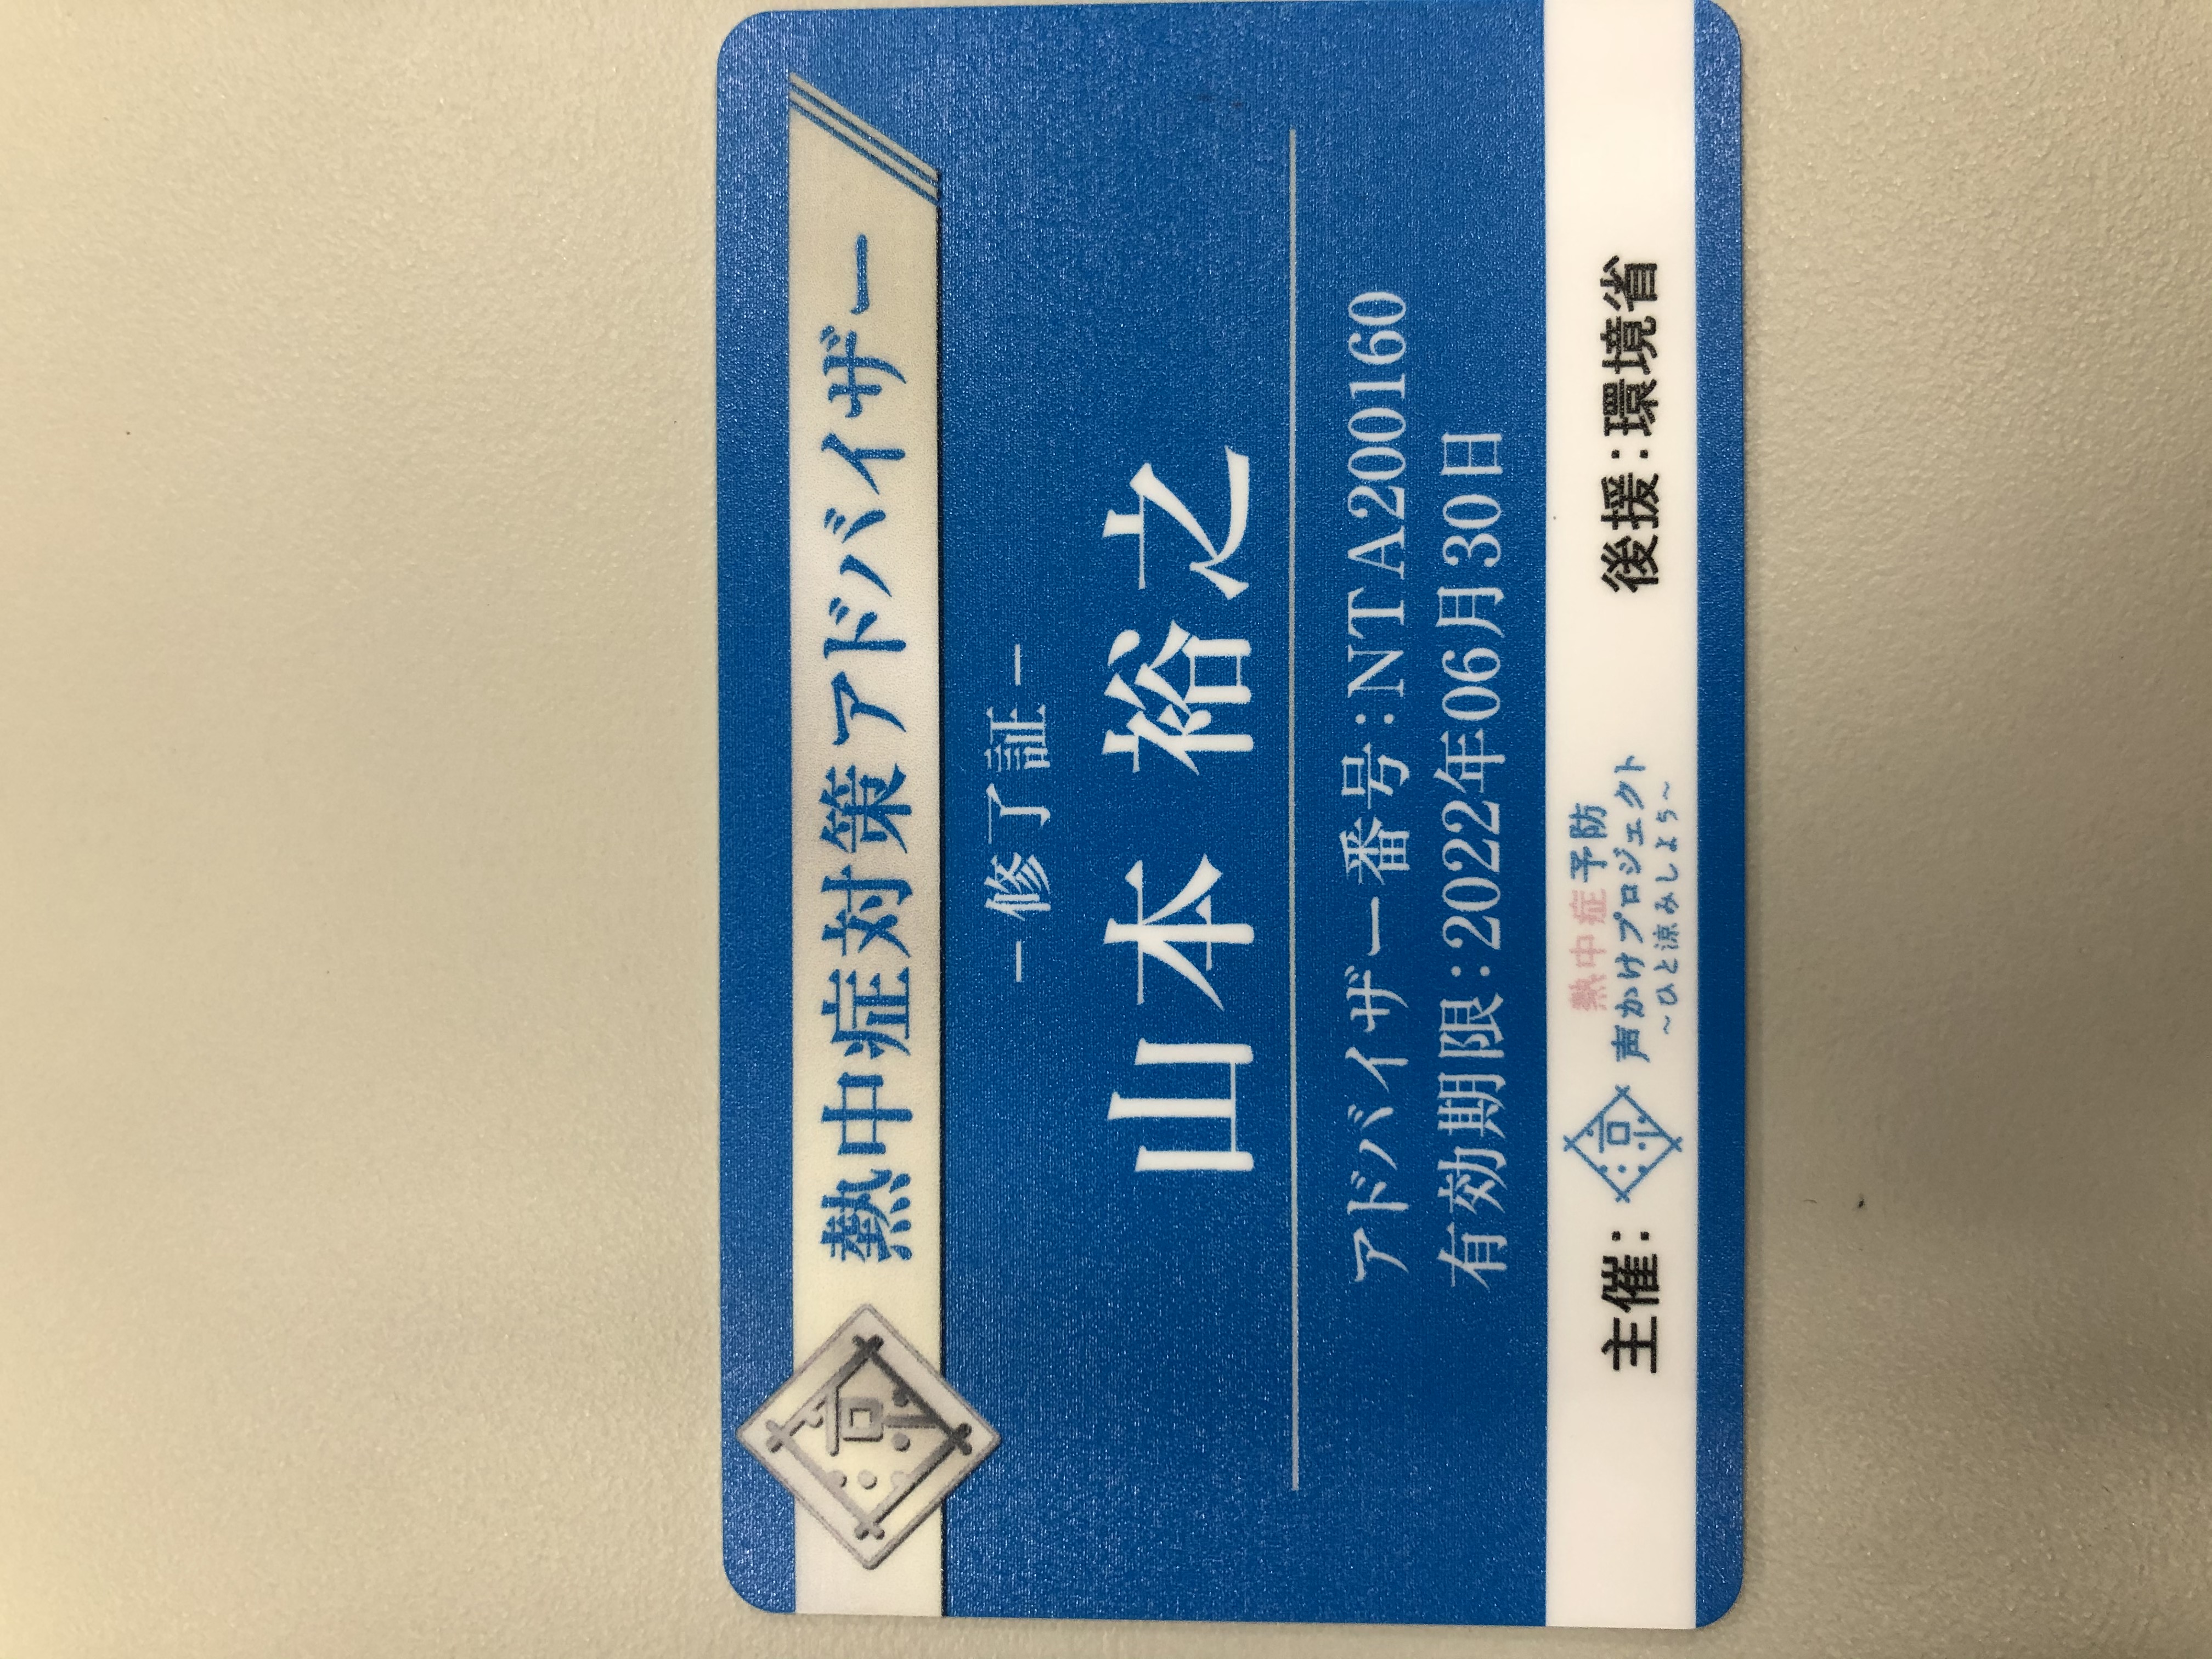 熱中症対策アドバイザー
－修了証－
山本 裕之
アドバイザー番号:NTA200160
有効期限:2022年06月30日
主催:
熱中症予防
声かけプロジェクト
～ひと涼みしよう～
後援:環境省